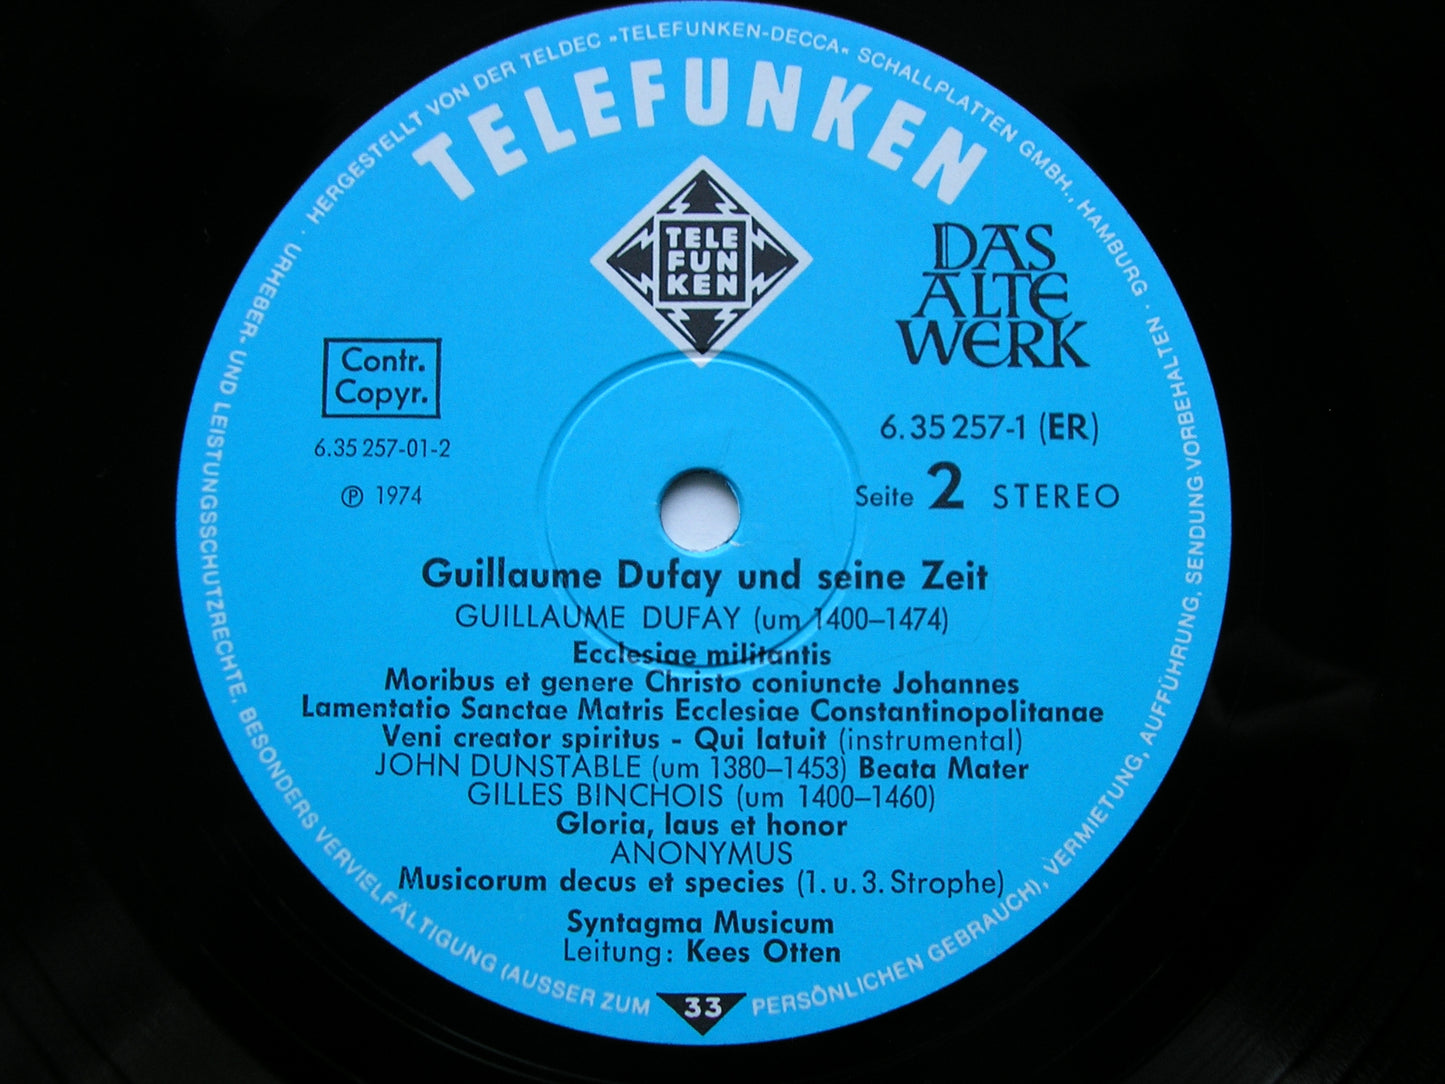 HERGESTELLT VON DER TELDEC »TELEFUNKEN-DECCA« SCHALLPLATTEN GMBH., HAMBURG · URHEBER- UND LEISTUNGSSCHUTZRECHTE, BESONDERS VERVIELFÄLTIGUNG (AUSSER ZUM PERSÖNLICHEN GEBRAUCH), VERMIETUNG, AUFFÜHRUNG, SENDUNG VORBEHALTEN ·
TELEFUNKEN
TELE
FUN
KEN
DAS
ALTE
WERK
Contr.
Copyr.
6.35 257-01-2
℗ 1974
6.35 257-1 (ER)
Seite 2 STEREO
Guillaume Dufay und seine Zeit
GUILLAUME DUFAY (um 1400–1474)
Ecclesiae militantis
Moribus et genere Christo coniuncte Johannes
Lamentatio Sanctae Matris Ecclesiae Constantinopolitanae
Veni creator spiritus - Qui latuit (instrumental)
JOHN DUNSTABLE (um 1380–1453) Beata Mater
GILLES BINCHOIS (um 1400–1460)
Gloria, laus et honor
ANONYMUS
Musicorum decus et species (1. u. 3. Strophe)
Syntagma Musicum
Leitung: Kees Otten
33